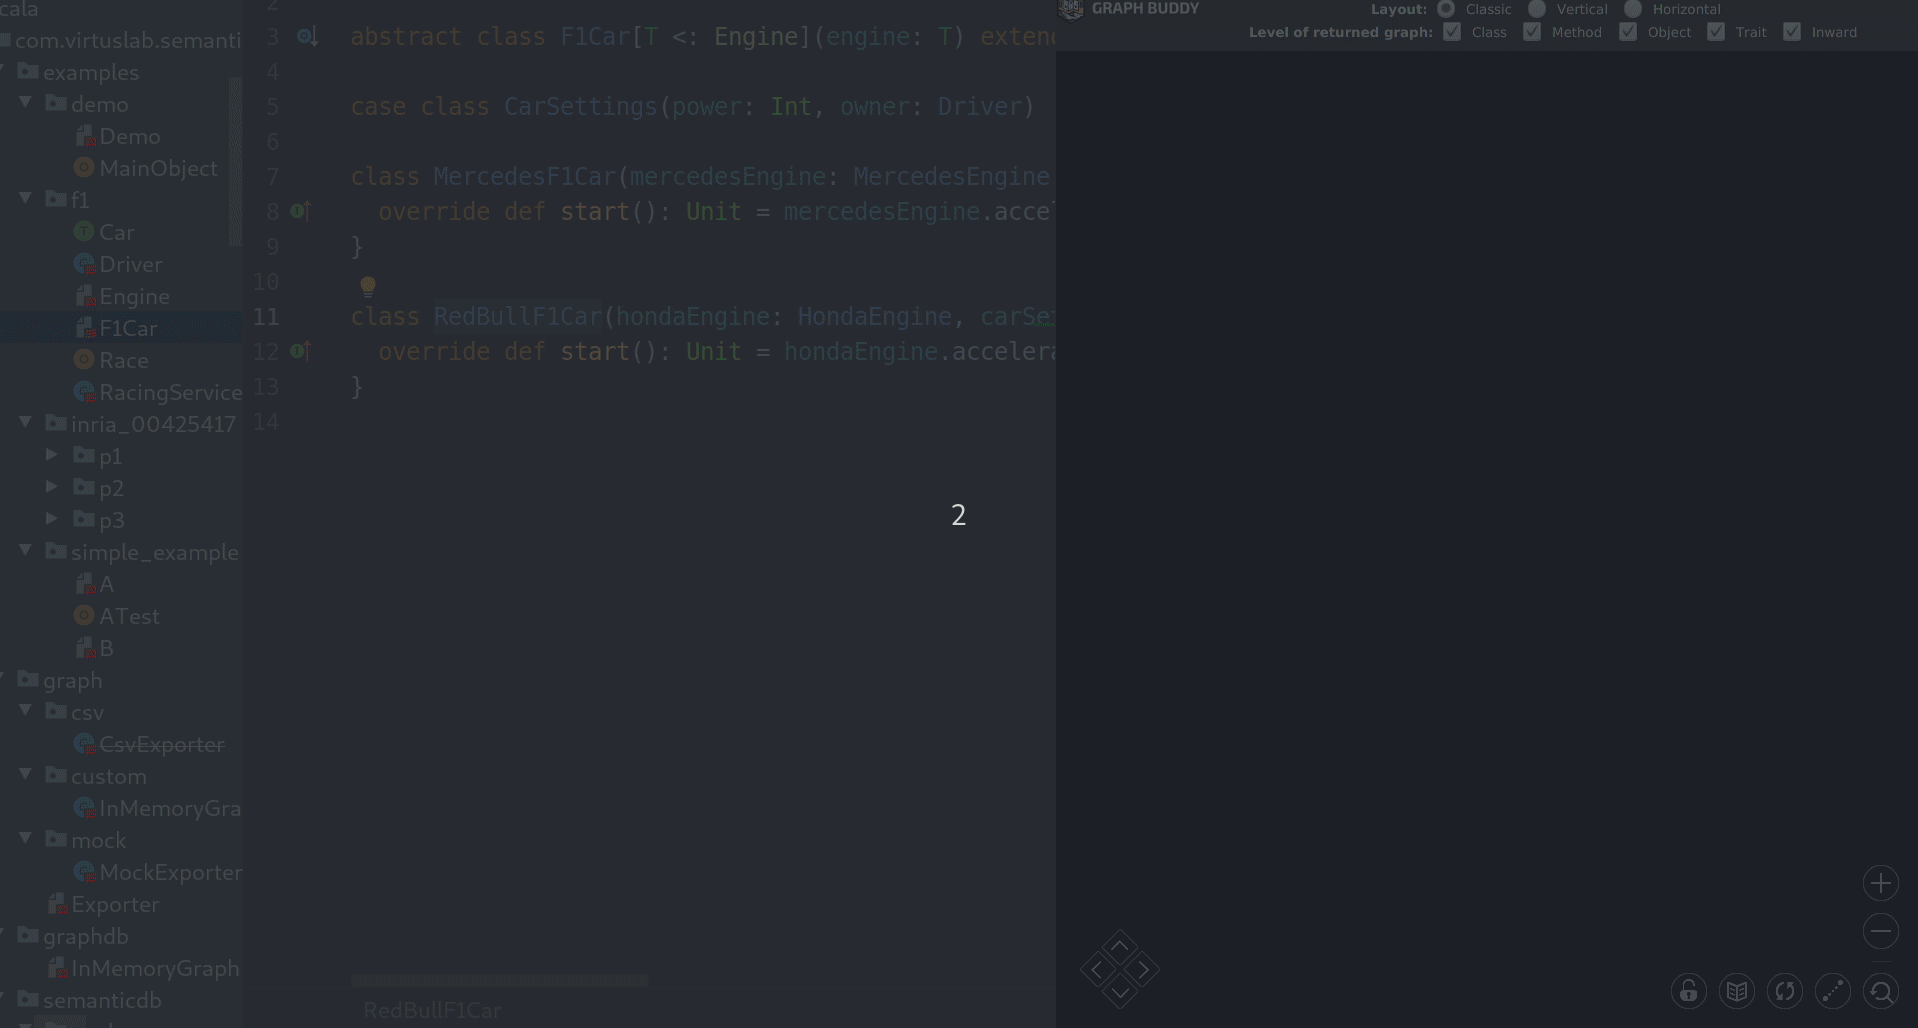 cala
com.virtuslab.semanti
examples
demo
Demo
MainObject
f1
Car
Driver
Engine
F1Car
Race
RacingService
inria_00425417
p1
p2
p3
simple_example
A
ATest
B
graph
csv
CsvExporter
custom
InMemoryGra
mock
MockExporter
Exporter
graphdb
InMemoryGraph
semanticdb
2
3 abstract class F1Car[T <: Engine](engine: T) extend
4
5 case class CarSettings(power: Int, owner: Driver)
6
7 class MercedesF1Car(mercedesEngine: MercedesEngine
8 override def start(): Unit = mercedesEngine.accel
9 }
10
11 class RedBullF1Car(hondaEngine: HondaEngine, carSet
12 override def start(): Unit = hondaEngine.accelera
13 }
14
RedBullF1Car
2
GRAPH BUDDY
Layout: Classic Vertical Horizontal
Level of returned graph: Class Method Object Trait Inward